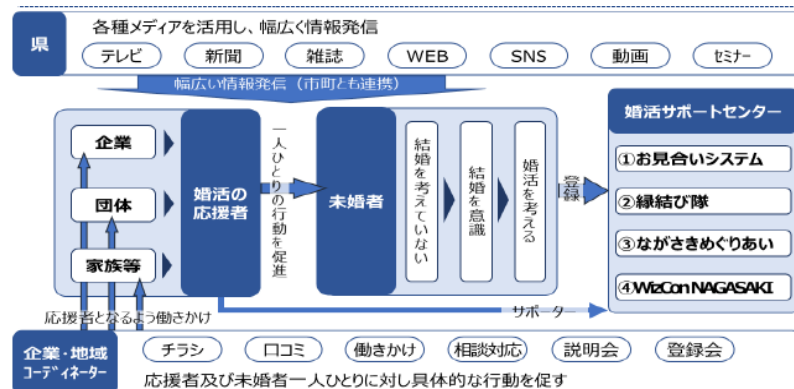 各種メディアを活用し、幅広く情報発信
県
テレビ
新聞
雑誌
WEB
SNS
動画
セミナー
幅広い情報発信（市町とも連携）
企業
団体
家族等
婚活の
応援者
一人ひとりの行動を促進
未婚者
結婚を考えていない
結婚を意識
婚活を考える
登録
婚活サポートセンター
①お見合いシステム
②縁結び隊
③ながさきめぐりあい
④WizCon NAGASAKI
サポーター
応援者となるよう働きかけ
企業・地域
コーディネーター
チラシ
口コミ
働きかけ
相談対応
説明会
登録会
応援者及び未婚者一人ひとりに対し具体的な行動を促す